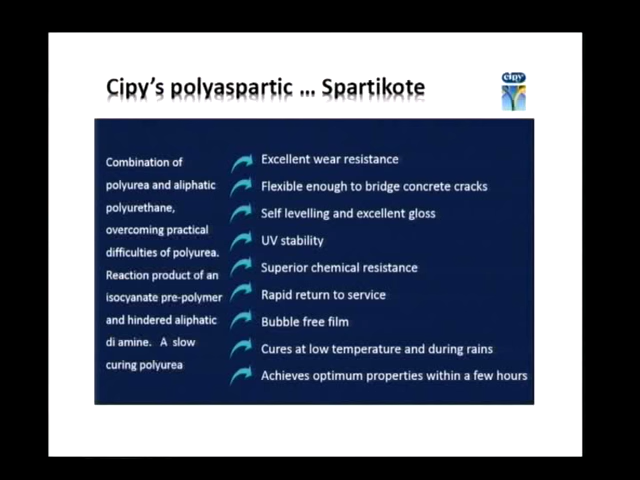 Cipy's polyaspartic ... Spartikote
cipy
Combination of
polyurea and aliphatic
polyurethane,
overcoming practical
difficulties of polyurea.
Reaction product of an
isocyanate pre-polymer
and hindered aliphatic
di amine. A slow
curing polyurea
Excellent wear resistance
Flexible enough to bridge concrete cracks
Self levelling and excellent gloss
UV stability
Superior chemical resistance
Rapid return to service
Bubble free film
Cures at low temperature and during rains
Achieves optimum properties within a few hours